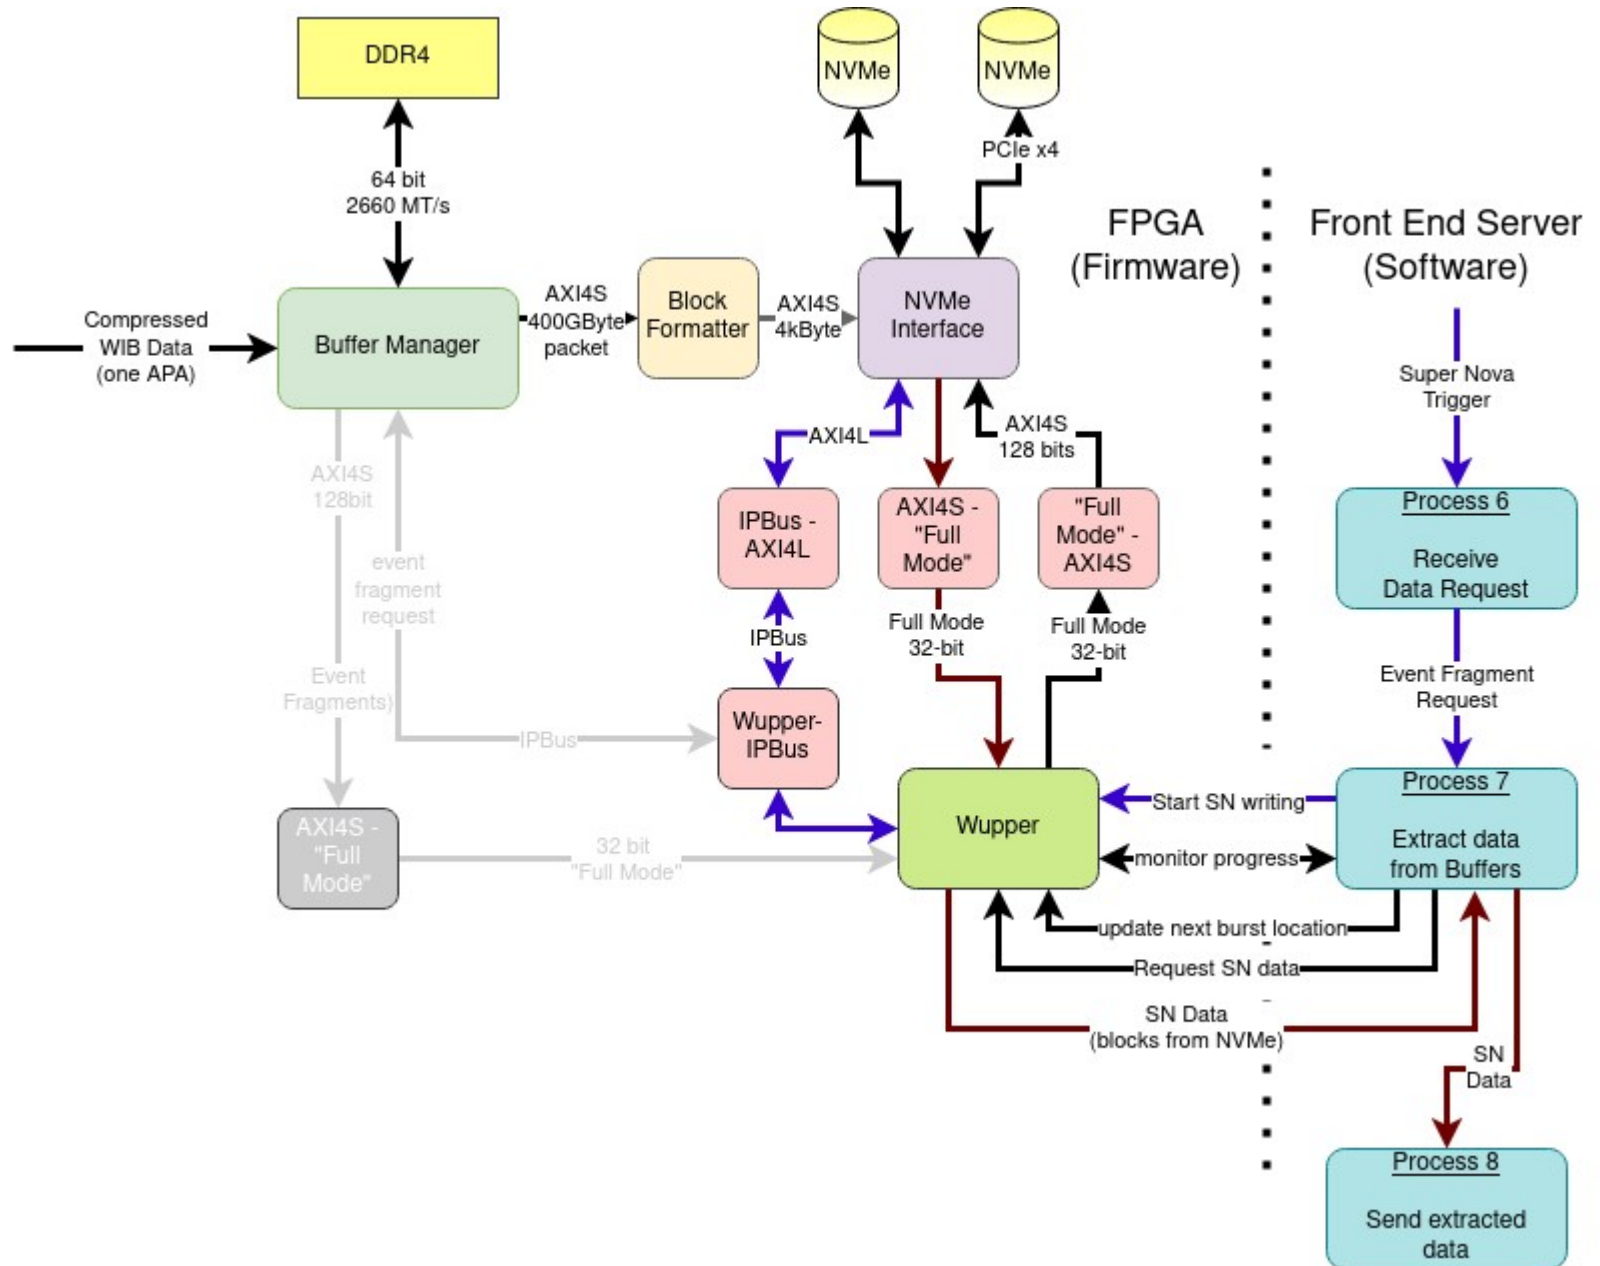 DDR4
NVMe
NVMe
PCIe x4
64 bit
2660 MT/s
FPGA
(Firmware)
Front End Server
(Software)
Compressed
WIB Data
(one APA)
Buffer Manager
AXI4S
400GByte
packet
Block
Formatter
AXI4S
4kByte
NVMe
Interface
Super Nova
Trigger
AXI4L
AXI4S
128 bits
AXI4S
128bit
event
fragment
request
IPBus -
AXI4L
AXI4S -
"Full
Mode"
"Full
Mode" -
AXI4S
Process 6
Receive
Data Request
IPBus
Full Mode
32-bit
Full Mode
32-bit
Event
Fragments)
Event Fragment
Request
IPBus
Wupper-
IPBus
Wupper
Start SN writing
monitor progress
Process 7
Extract data
from Buffers
AXI4S -
"Full
Mode"
32 bit
"Full Mode"
update next burst location
Request SN data
SN Data
(blocks from NVMe)
SN
Data
Process 8
Send extracted
data